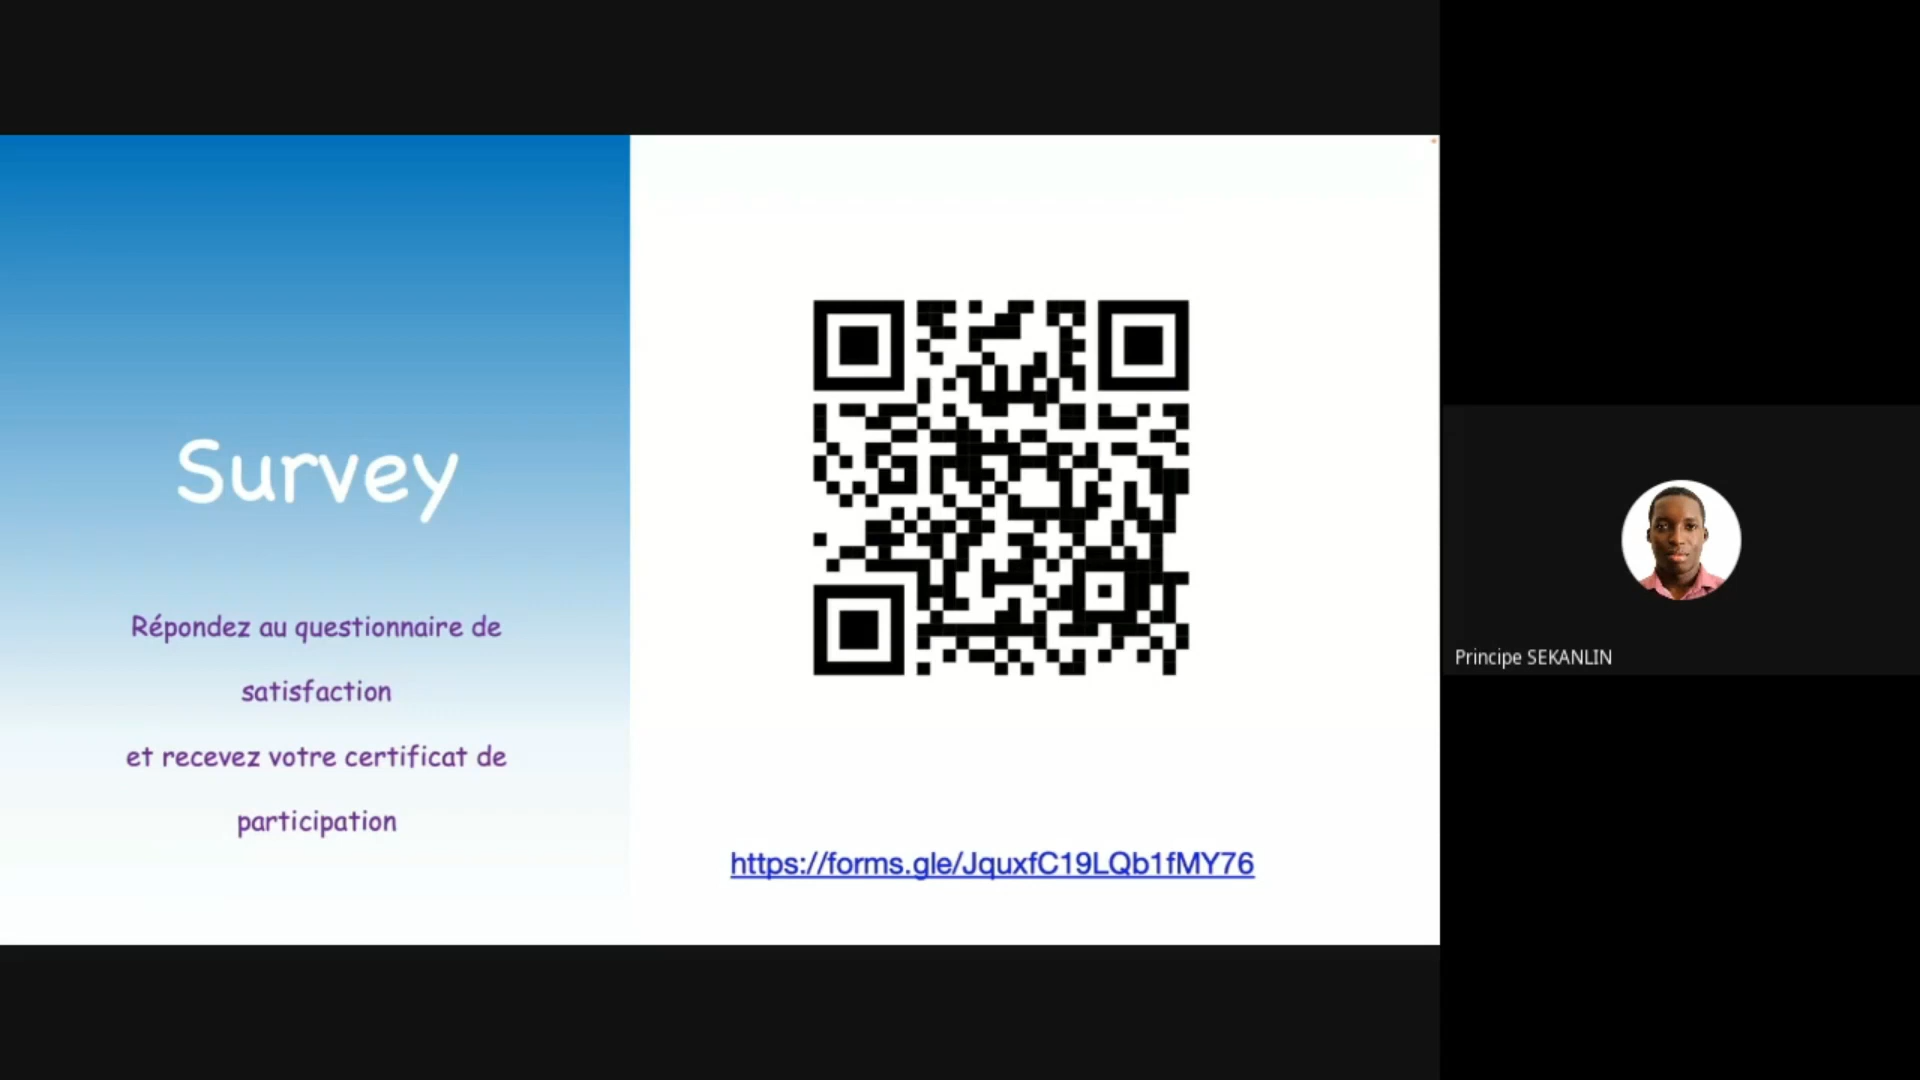 Survey
Répondez au questionnaire de
satisfaction
et recevez votre certificat de
participation
https://forms.gle/JquxfC19LQb1fMY76
Principe SEKANLIN